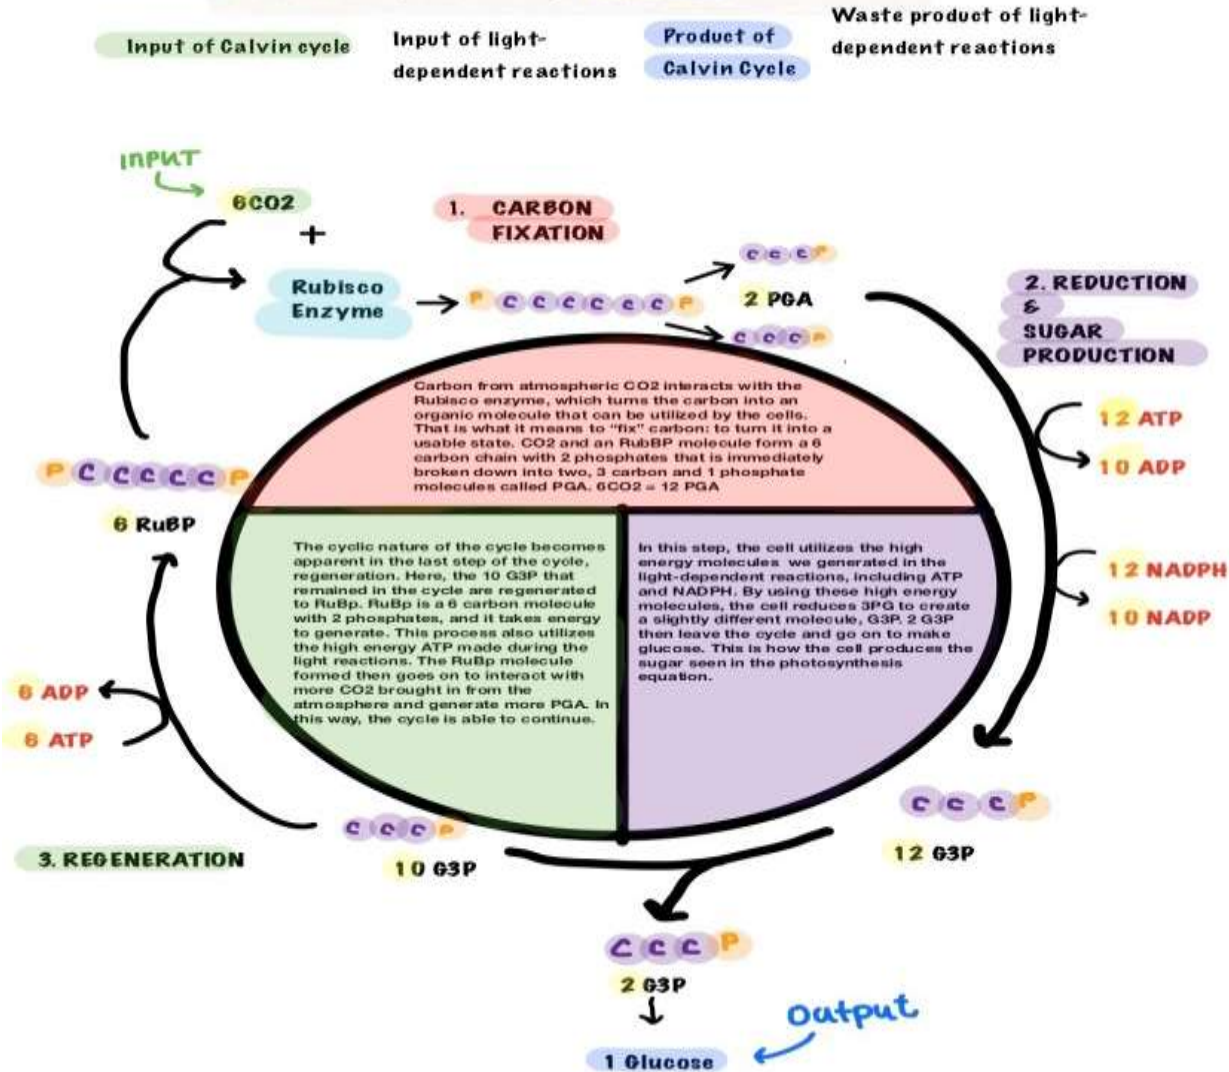 Input of Calvin cycle
Input of light-
dependent reactions
Product of
Calvin Cycle
Waste product of light-
dependent reactions
INPUT
6CO2
+
Rubisco
Enzyme
1. CARBON
FIXATION
P C C C C C C P
C C C P
2 PGA
C C C P
2. REDUCTION
&
SUGAR
PRODUCTION
12 ATP
10 ADP
12 NADPH
10 NADP
Carbon from atmospheric CO2 interacts with the
Rubisco enzyme, which turns the carbon into an
organic molecule that can be utilized by the cells.
That is what it means to "fix" carbon: to turn it into a
usable state. CO2 and an RubBP molecule form a 6
carbon chain with 2 phosphates that is immediately
broken down into two, 3 carbon and 1 phosphate
molecules called PGA. 6CO2 = 12 PGA
P C C C C C P
6 RuBP
The cyclic nature of the cycle becomes
apparent in the last step of the cycle,
regeneration. Here, the 10 G3P that
remained in the cycle are regenerated
to RuBp. RuBp is a 6 carbon molecule
with 2 phosphates, and it takes energy
to generate. This process also utilizes
the high energy ATP made during the
light reactions. The RuBp molecule
formed then goes on to interact with
more CO2 brought in from the
atmosphere and generate more PGA. In
this way, the cycle is able to continue.
In this step, the cell utilizes the high
energy molecules we generated in the
light-dependent reactions, including ATP
and NADPH. By using these high energy
molecules, the cell reduces 3PG to create
a slightly different molecule, G3P. 2 G3P
then leave the cycle and go on to make
glucose. This is how the cell produces the
sugar seen in the photosynthesis
equation.
6 ADP
6 ATP
3. REGENERATION
C C C P
10 G3P
C C C P
12 G3P
C C C P
2 G3P
1 Glucose
Output